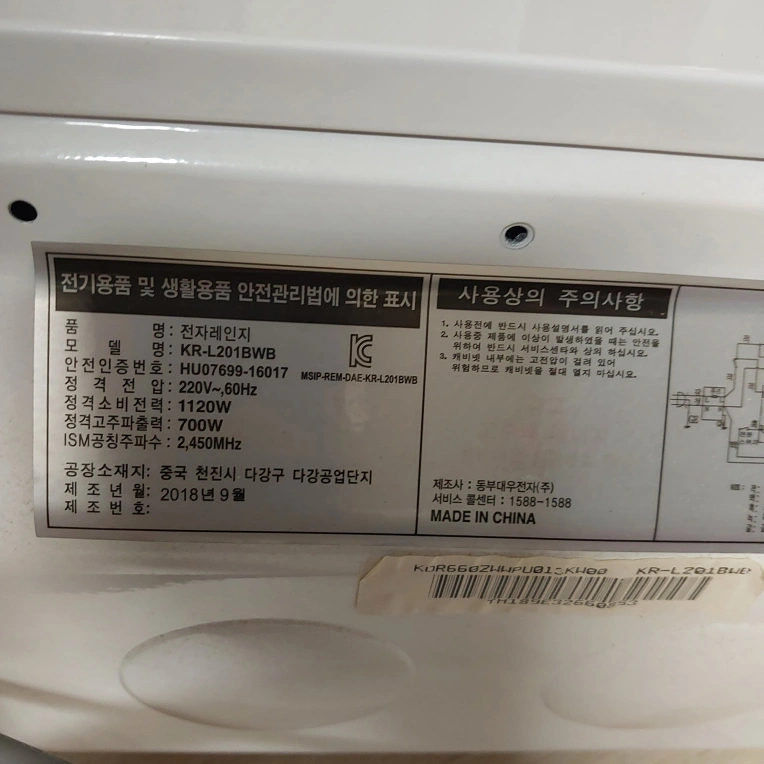 전기용품 및 생활용품 안전관리법에 의한 표시
품 명: 전자레인지
모 델 명: KR-L201BWB
안전인증번호: HU07699-16017
정 격 전 압: 220V~,60Hz
정격소비전력: 1120W
정격고주파출력: 700W
ISM공칭주파수: 2,450MHz
MSIP-REM-DAE-KR-L201BWB
공장소재지: 중국 천진시 다강구 다강공업단지
제 조 년 월: 2018년 9월
제 조 번 호:
사용상의 주의사항
1. 사용전에 반드시 사용설명서를 읽어 주십시오.
2. 사용중 제품에 이상이 발생하였을 때는 안전을
위하여 반드시 서비스센타와 상의 하십시오.
3. 캐비넷 내부에는 고전압이 걸려 있어
위험하므로 캐비넷을 절대 열지 마십시오.
제조사: 동부대우전자(주)
서비스 콜센터: 1588-1588
MADE IN CHINA
KR-L201BWB